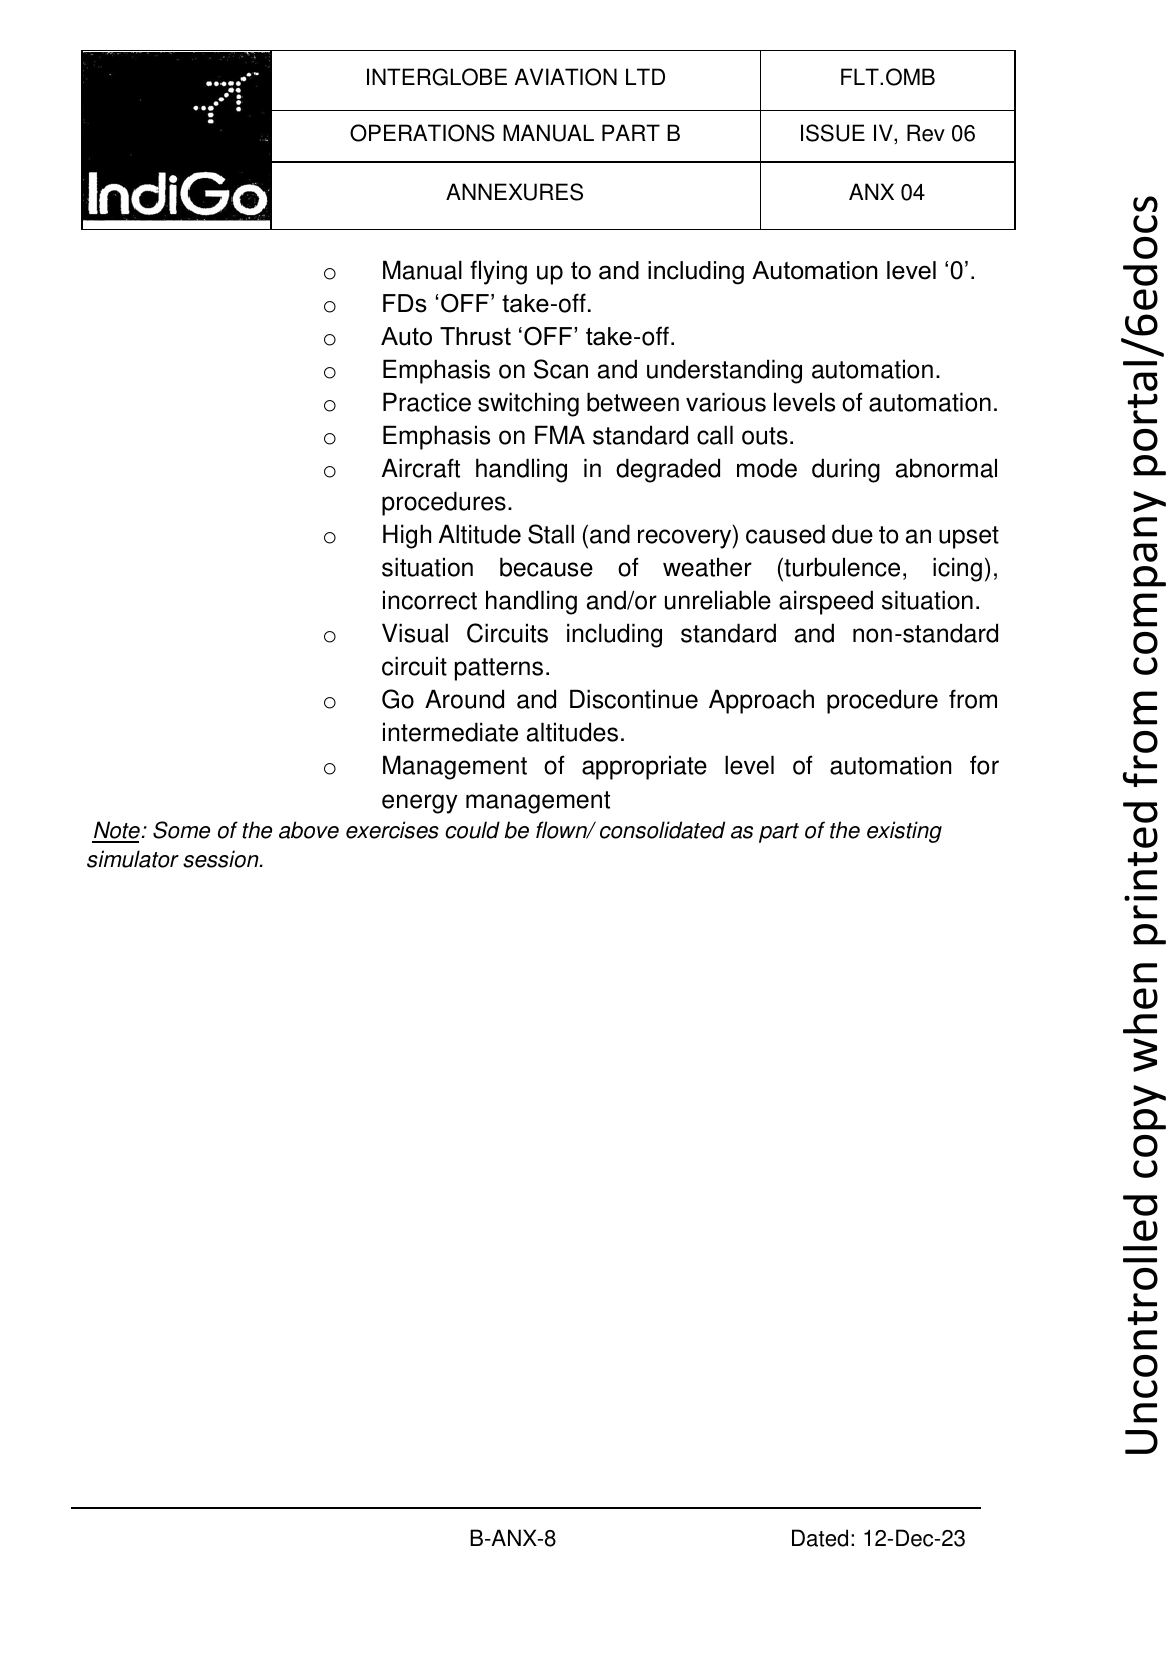 INTERGLOBE AVIATION LTD
FLT.OMB
OPERATIONS MANUAL PART B
ISSUE IV, Rev 06
IndiGo
ANNEXURES
ANX 04
o Manual flying up to and including Automation level ‘0’.
o FDs ‘OFF’ take-off.
o Auto Thrust ‘OFF’ take-off.
o Emphasis on Scan and understanding automation.
o Practice switching between various levels of automation.
o Emphasis on FMA standard call outs.
o Aircraft handling in degraded mode during abnormal
procedures.
o High Altitude Stall (and recovery) caused due to an upset
situation because of weather (turbulence, icing),
incorrect handling and/or unreliable airspeed situation.
o Visual Circuits including standard and non-standard
circuit patterns.
o Go Around and Discontinue Approach procedure from
intermediate altitudes.
o Management of appropriate level of automation for
energy management
Note: Some of the above exercises could be flown/ consolidated as part of the existing
simulator session.
B-ANX-8
Dated: 12-Dec-23
Uncontrolled copy when printed from company portal/6edocs